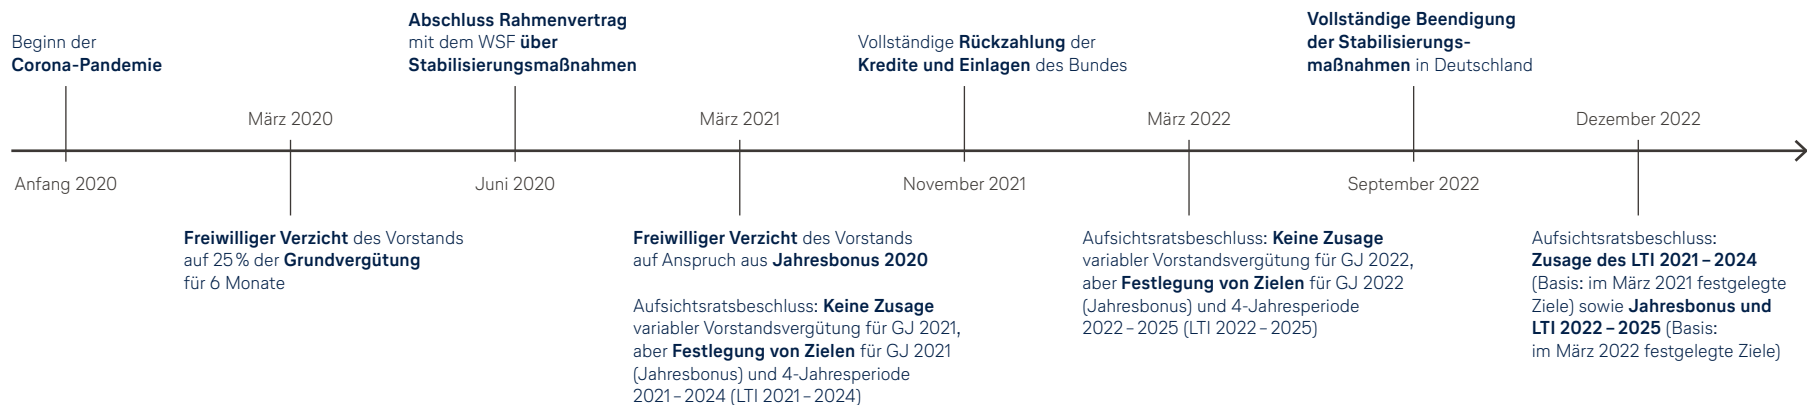 Beginn der
Corona-Pandemie
Abschluss Rahmenvertrag
mit dem WSF über
Stabilisierungsmaßnahmen
Vollständige Rückzahlung der
Kredite und Einlagen des Bundes
Vollständige Beendigung
der Stabilisierungs-
maßnahmen in Deutschland
März 2020
März 2021
März 2022
Dezember 2022
Anfang 2020
Juni 2020
November 2021
September 2022
Freiwilliger Verzicht des Vorstands
auf 25 % der Grundvergütung
für 6 Monate
Freiwilliger Verzicht des Vorstands
auf Anspruch aus Jahresbonus 2020
Aufsichtsratsbeschluss: Keine Zusage
variabler Vorstandsvergütung für GJ 2021,
aber Festlegung von Zielen für GJ 2021
(Jahresbonus) und 4-Jahresperiode
2021 – 2024 (LTI 2021 – 2024)
Aufsichtsratsbeschluss: Keine Zusage
variabler Vorstandsvergütung für GJ 2022,
aber Festlegung von Zielen für GJ 2022
(Jahresbonus) und 4-Jahresperiode
2022 – 2025 (LTI 2022 – 2025)
Aufsichtsratsbeschluss:
Zusage des LTI 2021 – 2024
(Basis: im März 2021 festgelegte
Ziele) sowie Jahresbonus und
LTI 2022 – 2025 (Basis:
im März 2022 festgelegte Ziele)